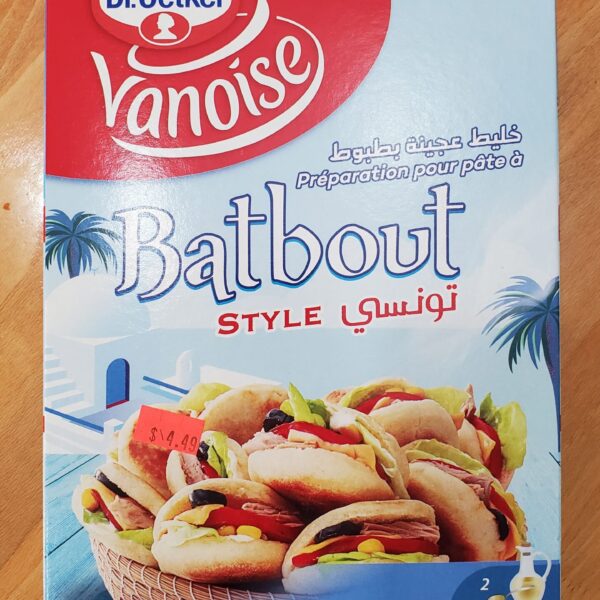 Dr. Oetker
Vanoise
خليط عجينة بطبوط
Préparation pour pâte à
Batbout
STYLE تونسي
$\4.49
2